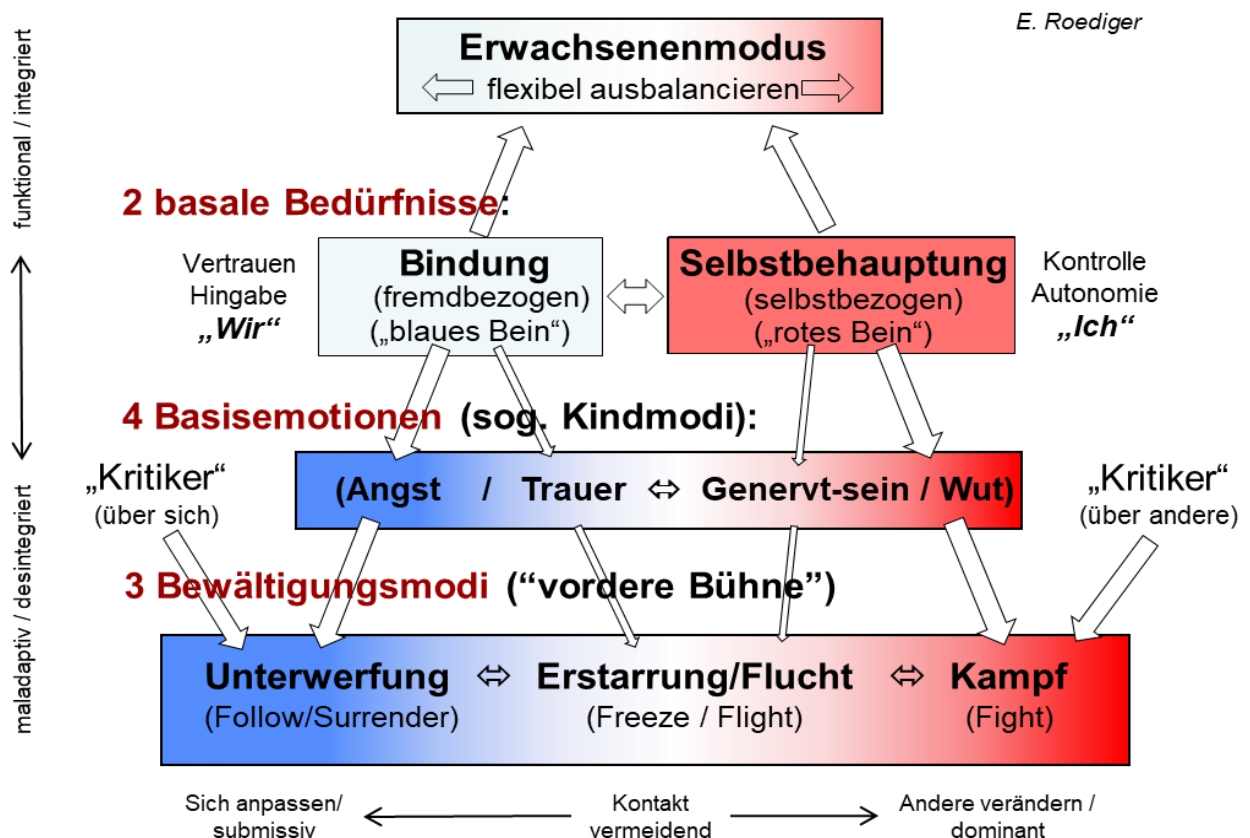 E. Roediger
Erwachsenenmodus
flexibel ausbalancieren
funktional / integriert
2 basale Bedürfnisse:
Vertrauen
Hingabe
„Wir“
Bindung
(fremdbezogen)
(„blaues Bein“)
Selbstbehauptung
(selbstbezogen)
(„rotes Bein“)
Kontrolle
Autonomie
„Ich“
4 Basisemotionen (sog. Kindmodi):
„Kritiker“
(über sich)
(Angst / Trauer ⇔ Genervt-sein / Wut)
„Kritiker“
(über andere)
maladaptiv / desintegriert
3 Bewältigungsmodi (“vordere Bühne”)
Unterwerfung ⇔ Erstarrung/Flucht ⇔ Kampf
(Follow/Surrender) (Freeze / Flight) (Fight)
Sich anpassen/
submissiv
Kontakt
vermeidend
Andere verändern /
dominant